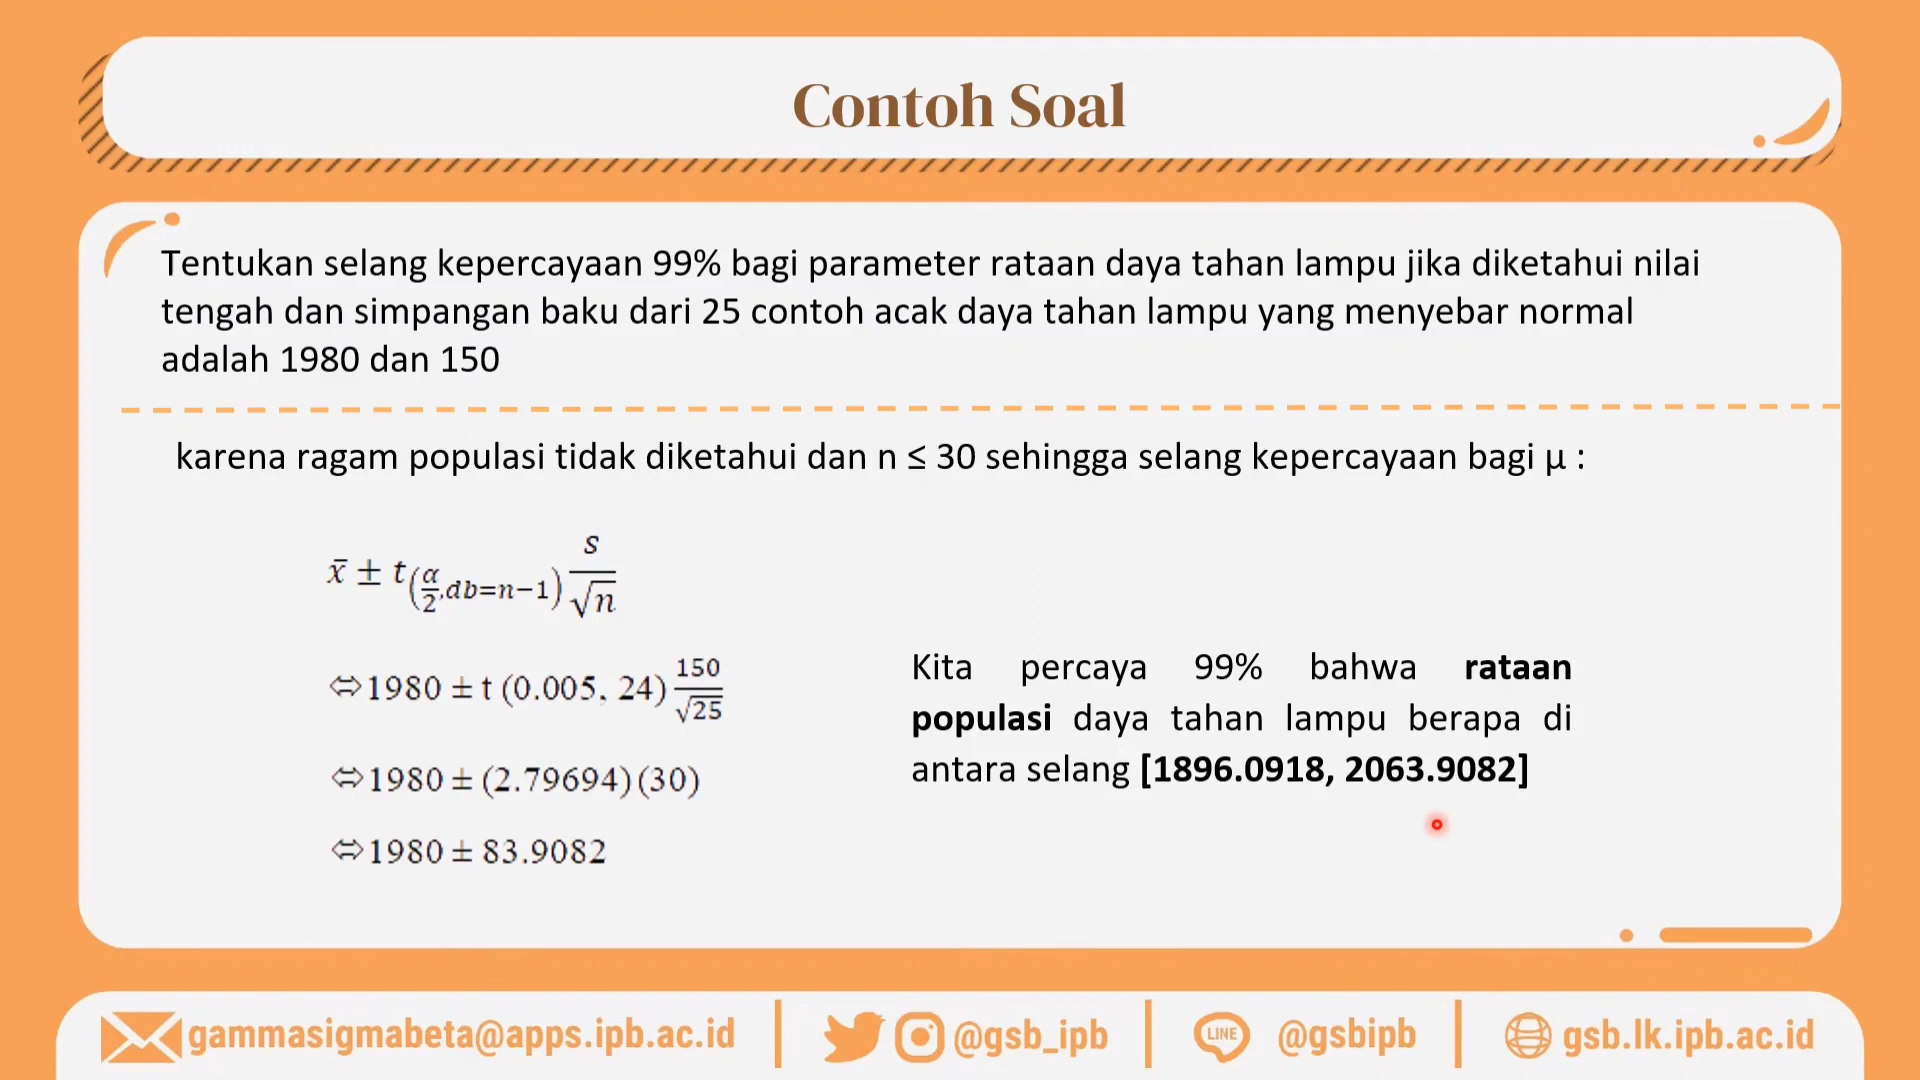 Contoh Soal
Tentukan selang kepercayaan 99% bagi parameter rataan daya tahan lampu jika diketahui nilai
tengah dan simpangan baku dari 25 contoh acak daya tahan lampu yang menyebar normal
adalah 1980 dan 150
karena ragam populasi tidak diketahui dan n ≤ 30 sehingga selang kepercayaan bagi µ :
x̄ ± t(α/2,db=n−1) s/√n
⇔1980 ± t (0.005, 24) 150/√25
⇔1980 ± (2.79694)(30)
⇔1980 ± 83.9082
Kita percaya 99% bahwa rataan
populasi daya tahan lampu berapa di
antara selang [1896.0918, 2063.9082]
gammasigmabeta@apps.ipb.ac.id
@gsb_ipb
LINE
@gsbipb
gsb.lk.ipb.ac.id